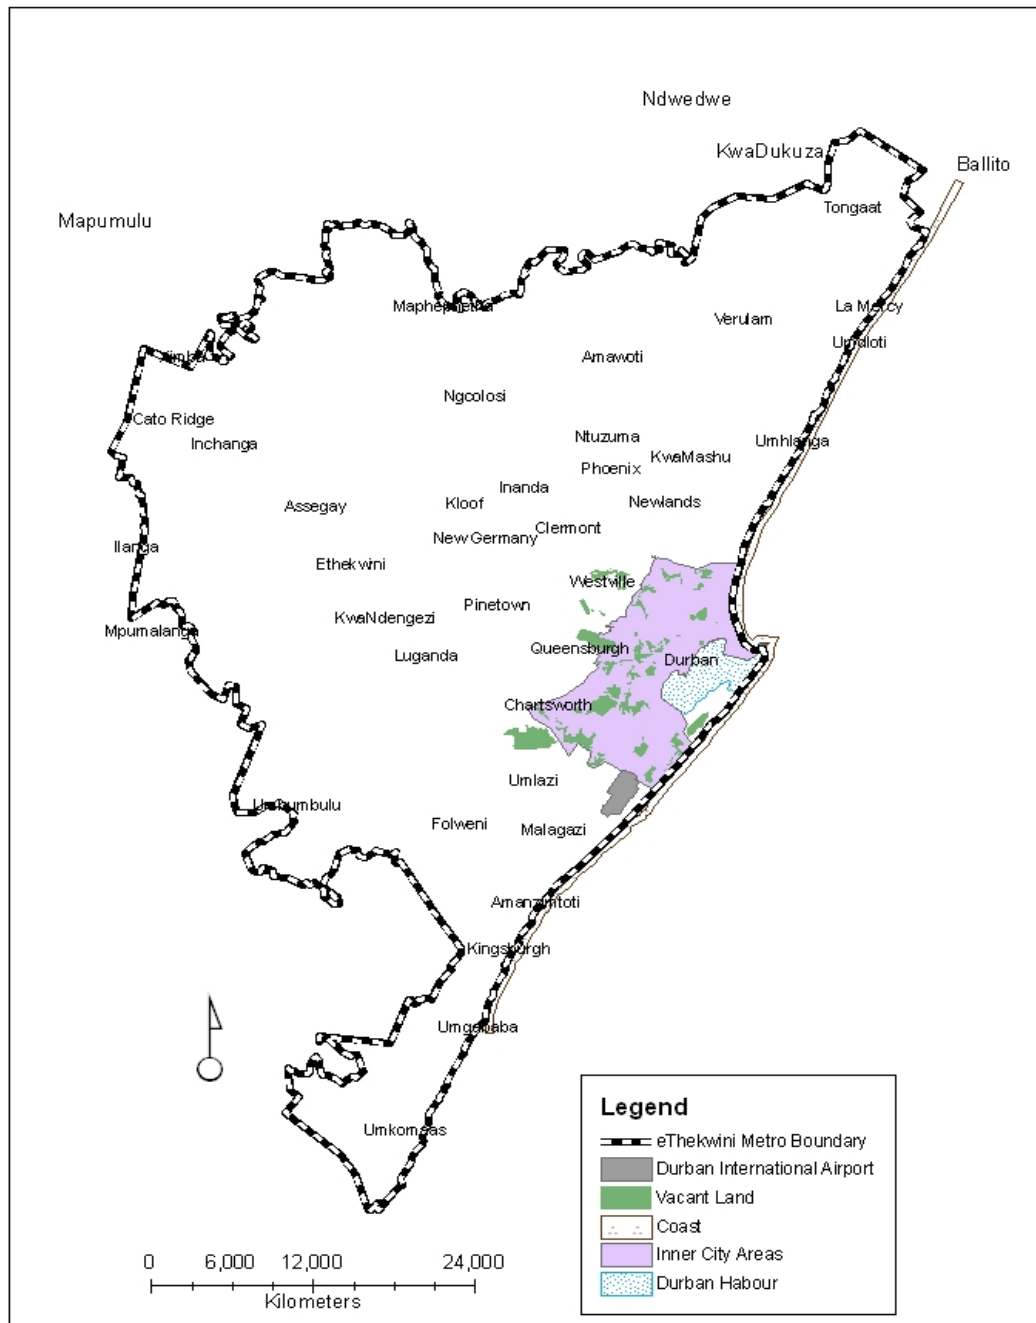 Ndwedwe
KwaDukuza
Ballito
Tongaat
Mapumulu
Maphephetha
La Mercy
Verulam
Umdloti
Amawoti
Ngcolosi
Cato Ridge
Inchanga
Ntuzuma
Umhlanga
KwaMashu
Phoenix
Inanda
Assegay
Kloof
Newlands
Clermont
New Germany
Ilanga
Ethekwini
Westville
Pinetown
KwaNdengezi
Mpumalanga
Queensburgh
Luganda
Durban
Chartsworth
Umlazi
Umbumbulu
Folweni
Malagazi
Amanzimtoti
Kingsburgh
Umgababa
Umkomaas
Legend
eThekwini Metro Boundary
Durban International Airport
Vacant Land
Coast
Inner City Areas
Durban Habour
0 6,000 12,000 24,000
Kilometers